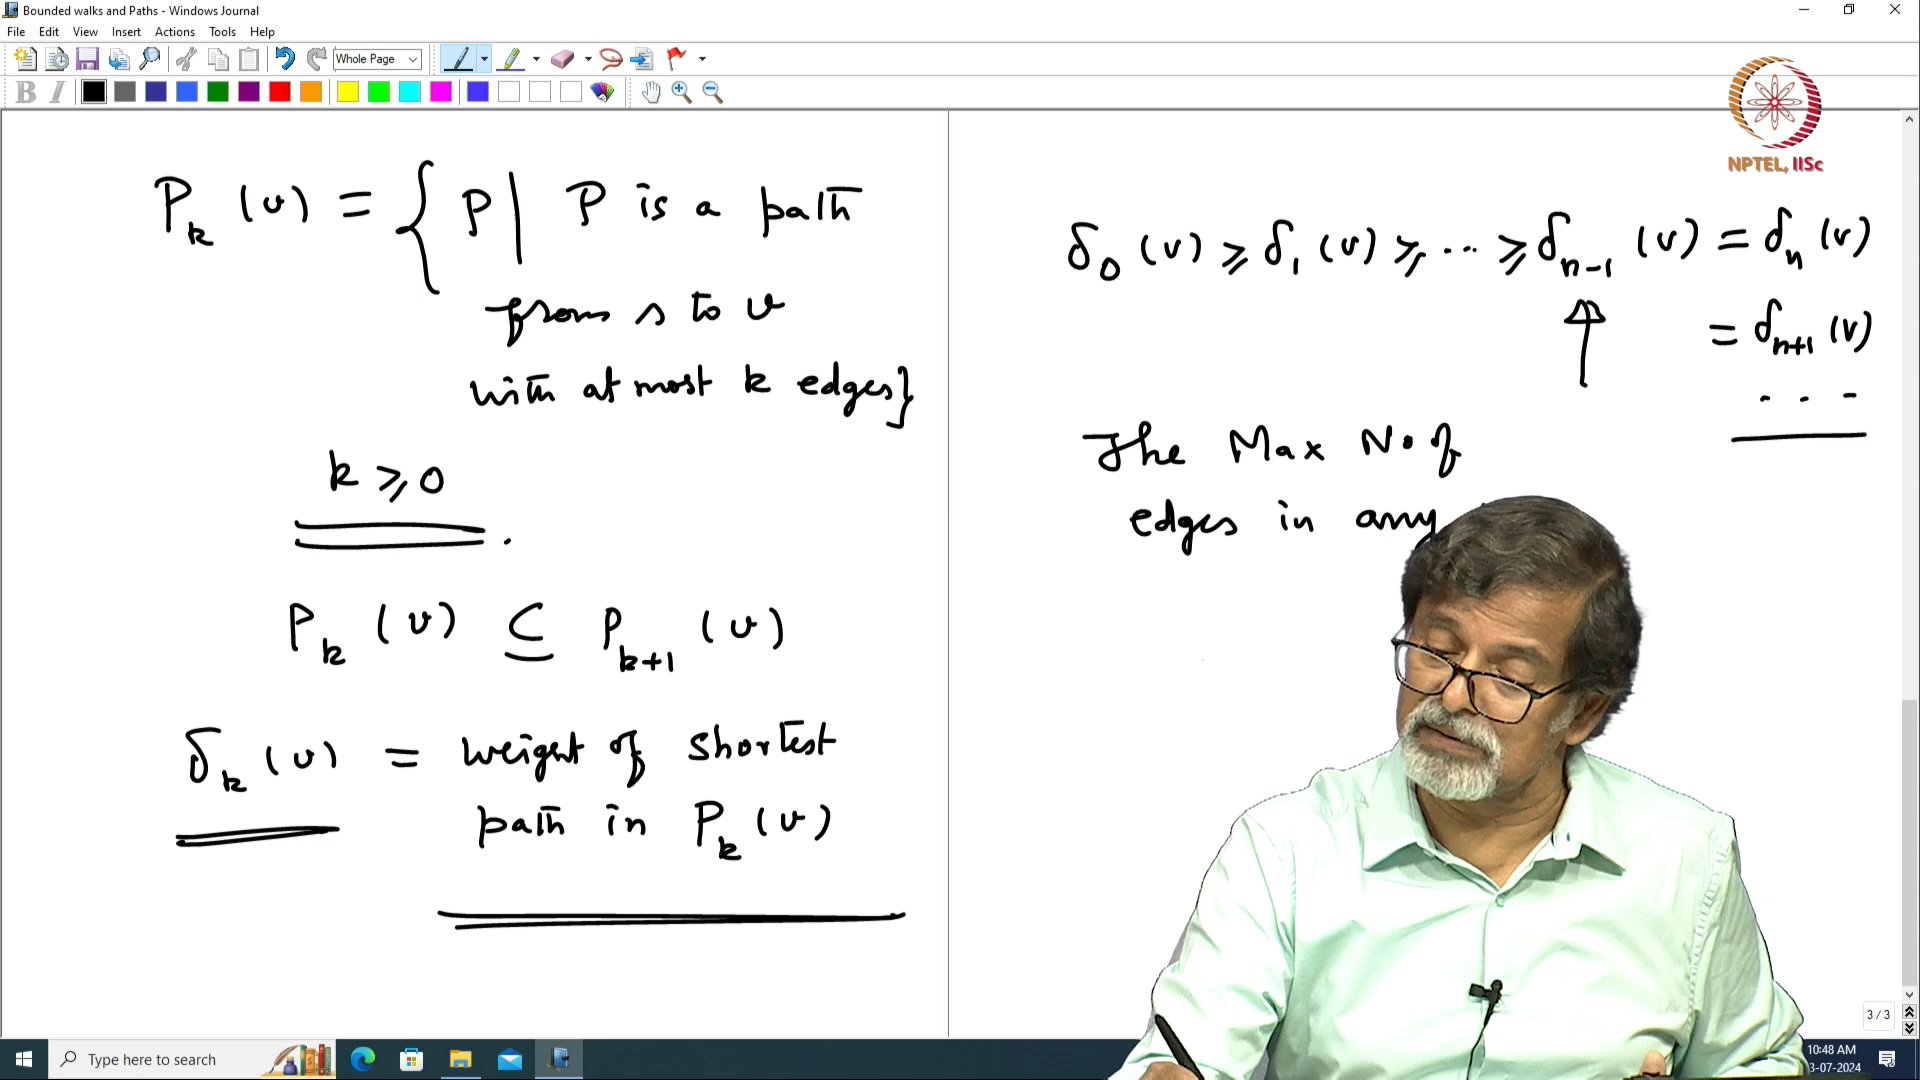 Bounded walks and Paths - Windows Journal
File Edit View Insert Actions Tools Help
Whole Page
B I
NPTEL, IISc
P_k (v) = { P | P is a path
from s to v
with at most k edges}
k ⩾ 0
P_k (v) ⊆ P_{k+1} (v)
δ_k (v) = weight of shortest
path in P_k (v)
δ_0 (v) ⩾ δ_1 (v) ⩾ ... ⩾ δ_{n-1} (v) = δ_n (v)
= δ_{n+1} (v)
- - -
The Max No of
edges in any
3 / 3
Type here to search
10:48 AM
3-07-2024